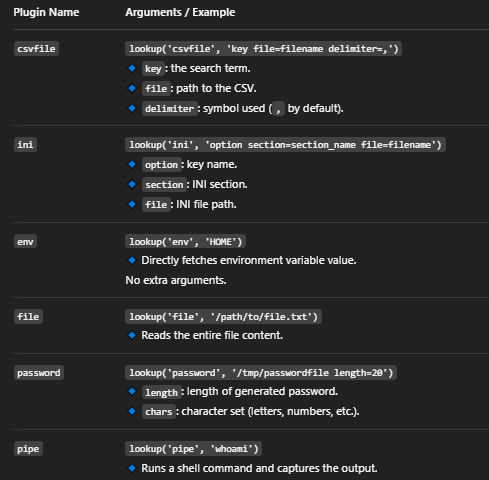 Plugin Name Arguments / Example
csvfile lookup('csvfile', 'key file=filename delimiter=,')
key: the search term.
file: path to the CSV.
delimiter: symbol used ( , by default).
ini lookup('ini', 'option section=section_name file=filename')
option: key name.
section: INI section.
file: INI file path.
env lookup('env', 'HOME')
Directly fetches environment variable value.
No extra arguments.
file lookup('file', '/path/to/file.txt')
Reads the entire file content.
password lookup('password', '/tmp/passwordfile length=20')
length: length of generated password.
chars: character set (letters, numbers, etc.).
pipe lookup('pipe', 'whoami')
Runs a shell command and captures the output.